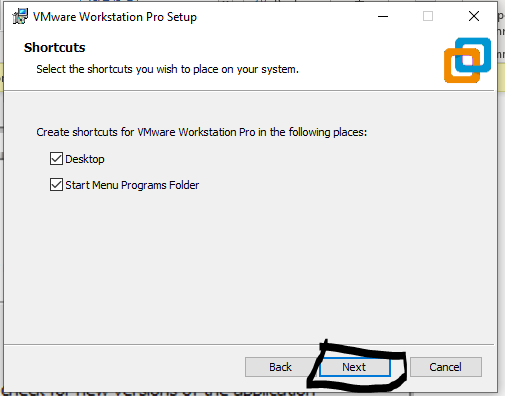 VMware Workstation Pro Setup
Shortcuts
Select the shortcuts you wish to place on your system.
Create shortcuts for VMware Workstation Pro in the following places:
Desktop
Start Menu Programs Folder
Back
Next
Cancel
check for new versions of the application